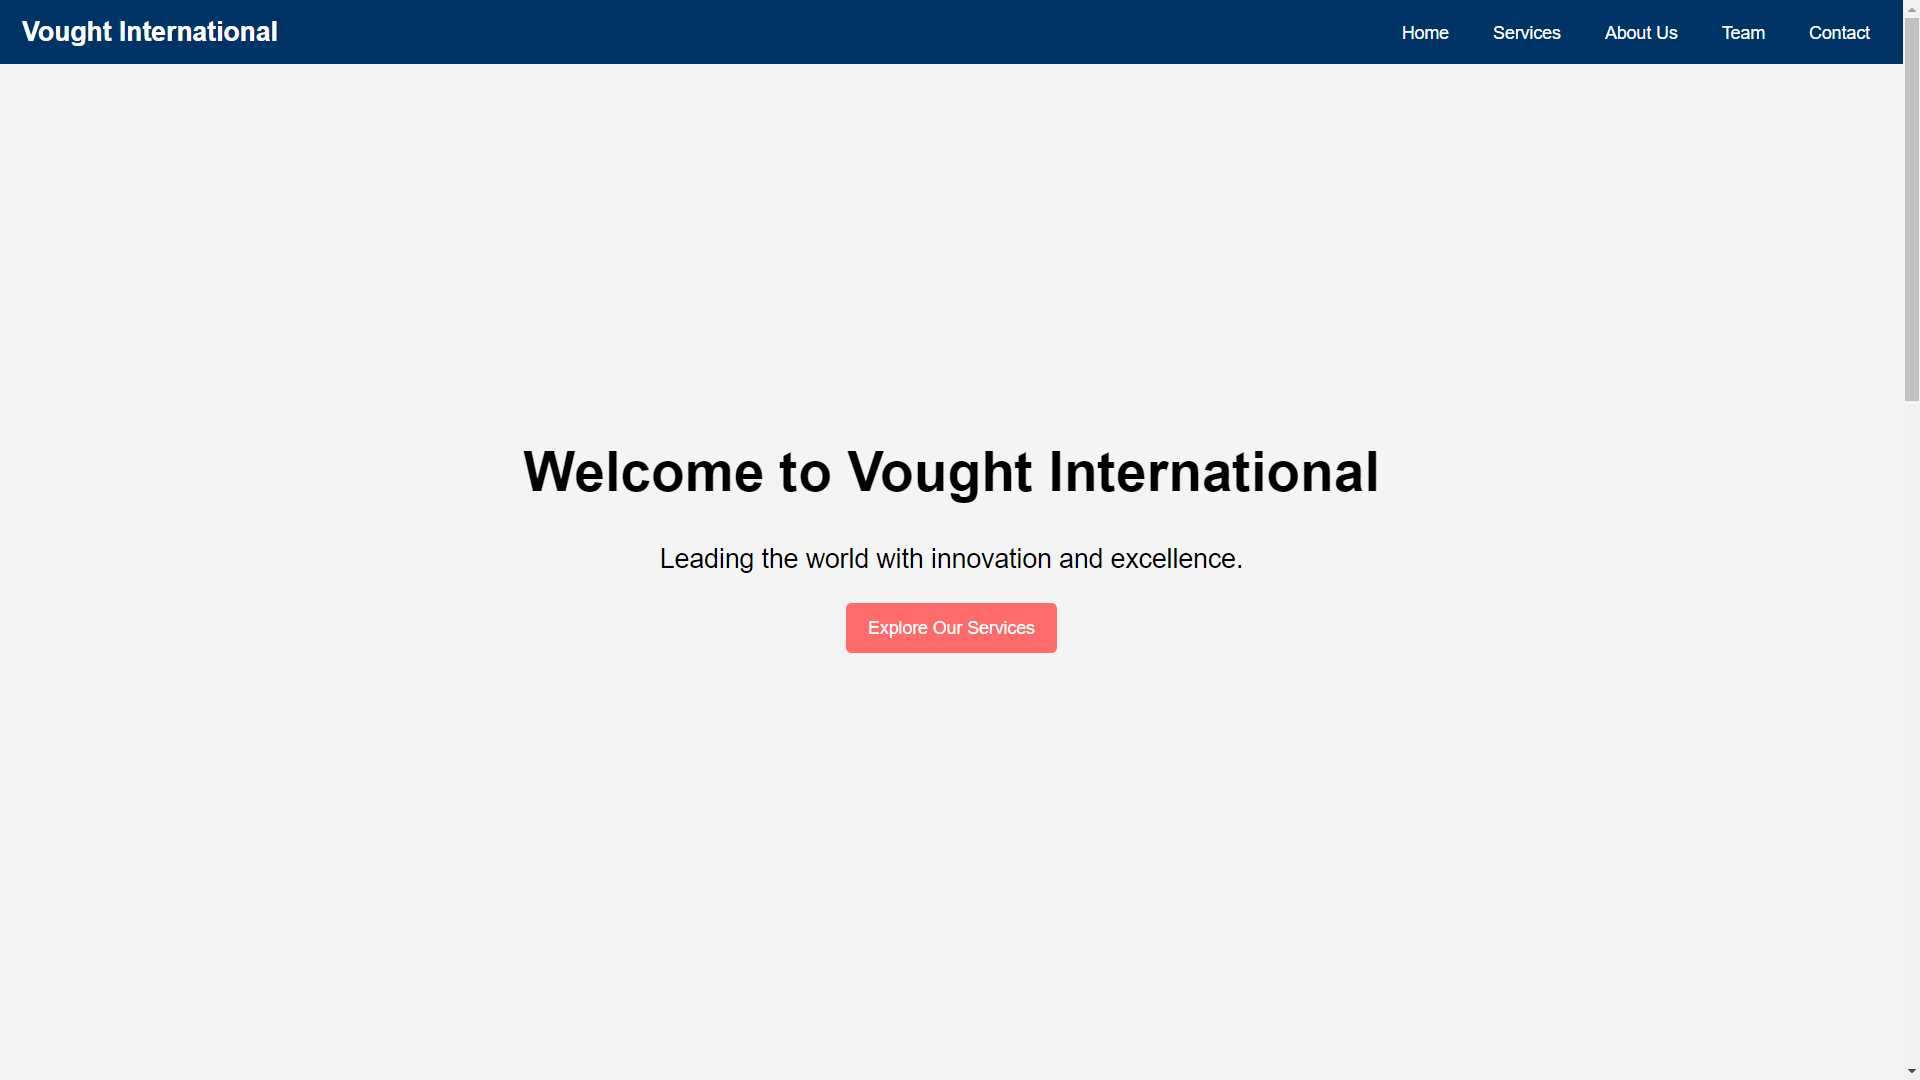 Vought International
Home Services About Us Team Contact
Welcome to Vought International
Leading the world with innovation and excellence.
Explore Our Services